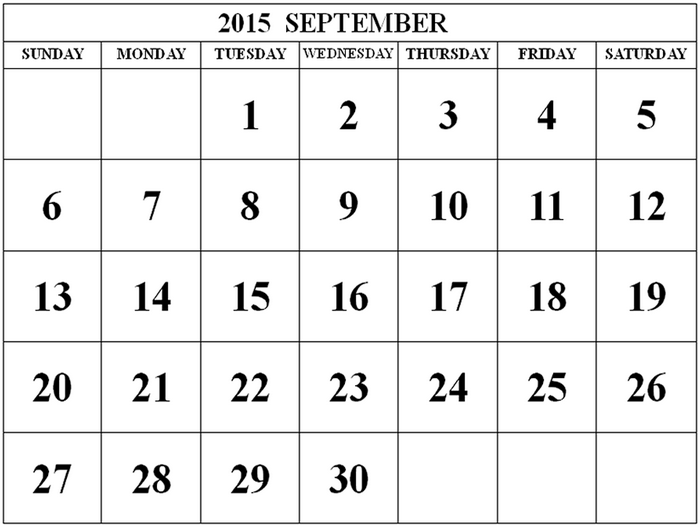 2015 SEPTEMBER
SUNDAY MONDAY TUESDAY WEDNESDAY THURSDAY FRIDAY SATURDAY
1 2 3 4 5
6 7 8 9 10 11 12
13 14 15 16 17 18 19
20 21 22 23 24 25 26
27 28 29 30